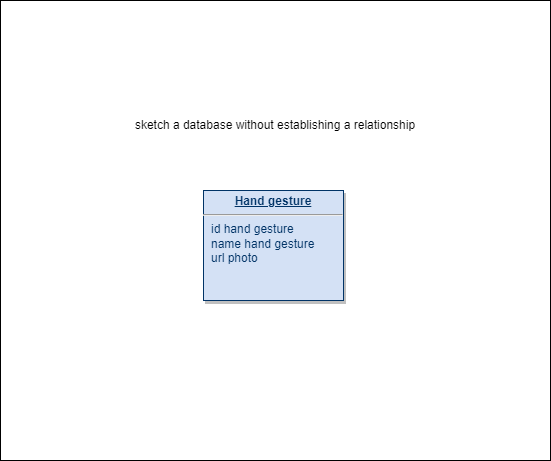 sketch a database without establishing a relationship
Hand gesture
id hand gesture
name hand gesture
url photo